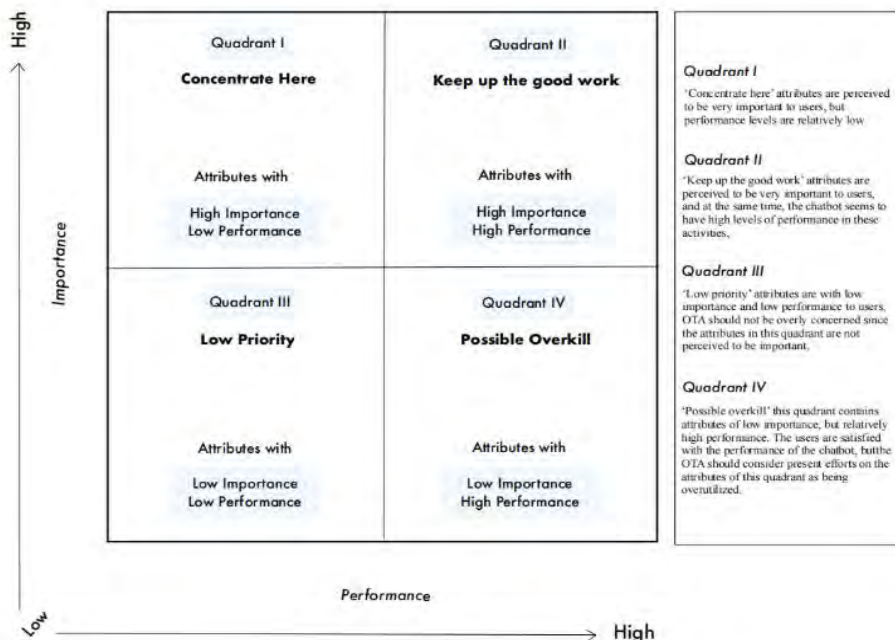 High
Importance
Quadrant I
Concentrate Here
Attributes with
High Importance
Low Performance
Quadrant II
Keep up the good work
Attributes with
High Importance
High Performance
Quadrant III
Low Priority
Attributes with
Low Importance
Low Performance
Quadrant IV
Possible Overkill
Attributes with
Low Importance
High Performance
Performance
Low
High
Quadrant I
'Concentrate here' attributes are perceived
to be very important to users, but
performance levels are relatively low
Quadrant II
'Keep up the good work' attributes are
perceived to be very important to users,
and at the same time, the chatbot seems to
have high levels of performance in these
activities.
Quadrant III
'Low priority' attributes are with low
importance and low performance to users,
OTA should not be overly concerned since
the attributes in this quadrant are not
perceived to be important.
Quadrant IV
'Possible overkill' this quadrant contains
attributes of low importance, but relatively
high performance. The users are satisfied
with the performance of the chatbot, butthe
OTA should consider present efforts on the
attributes of this quadrant as being
overutilized.